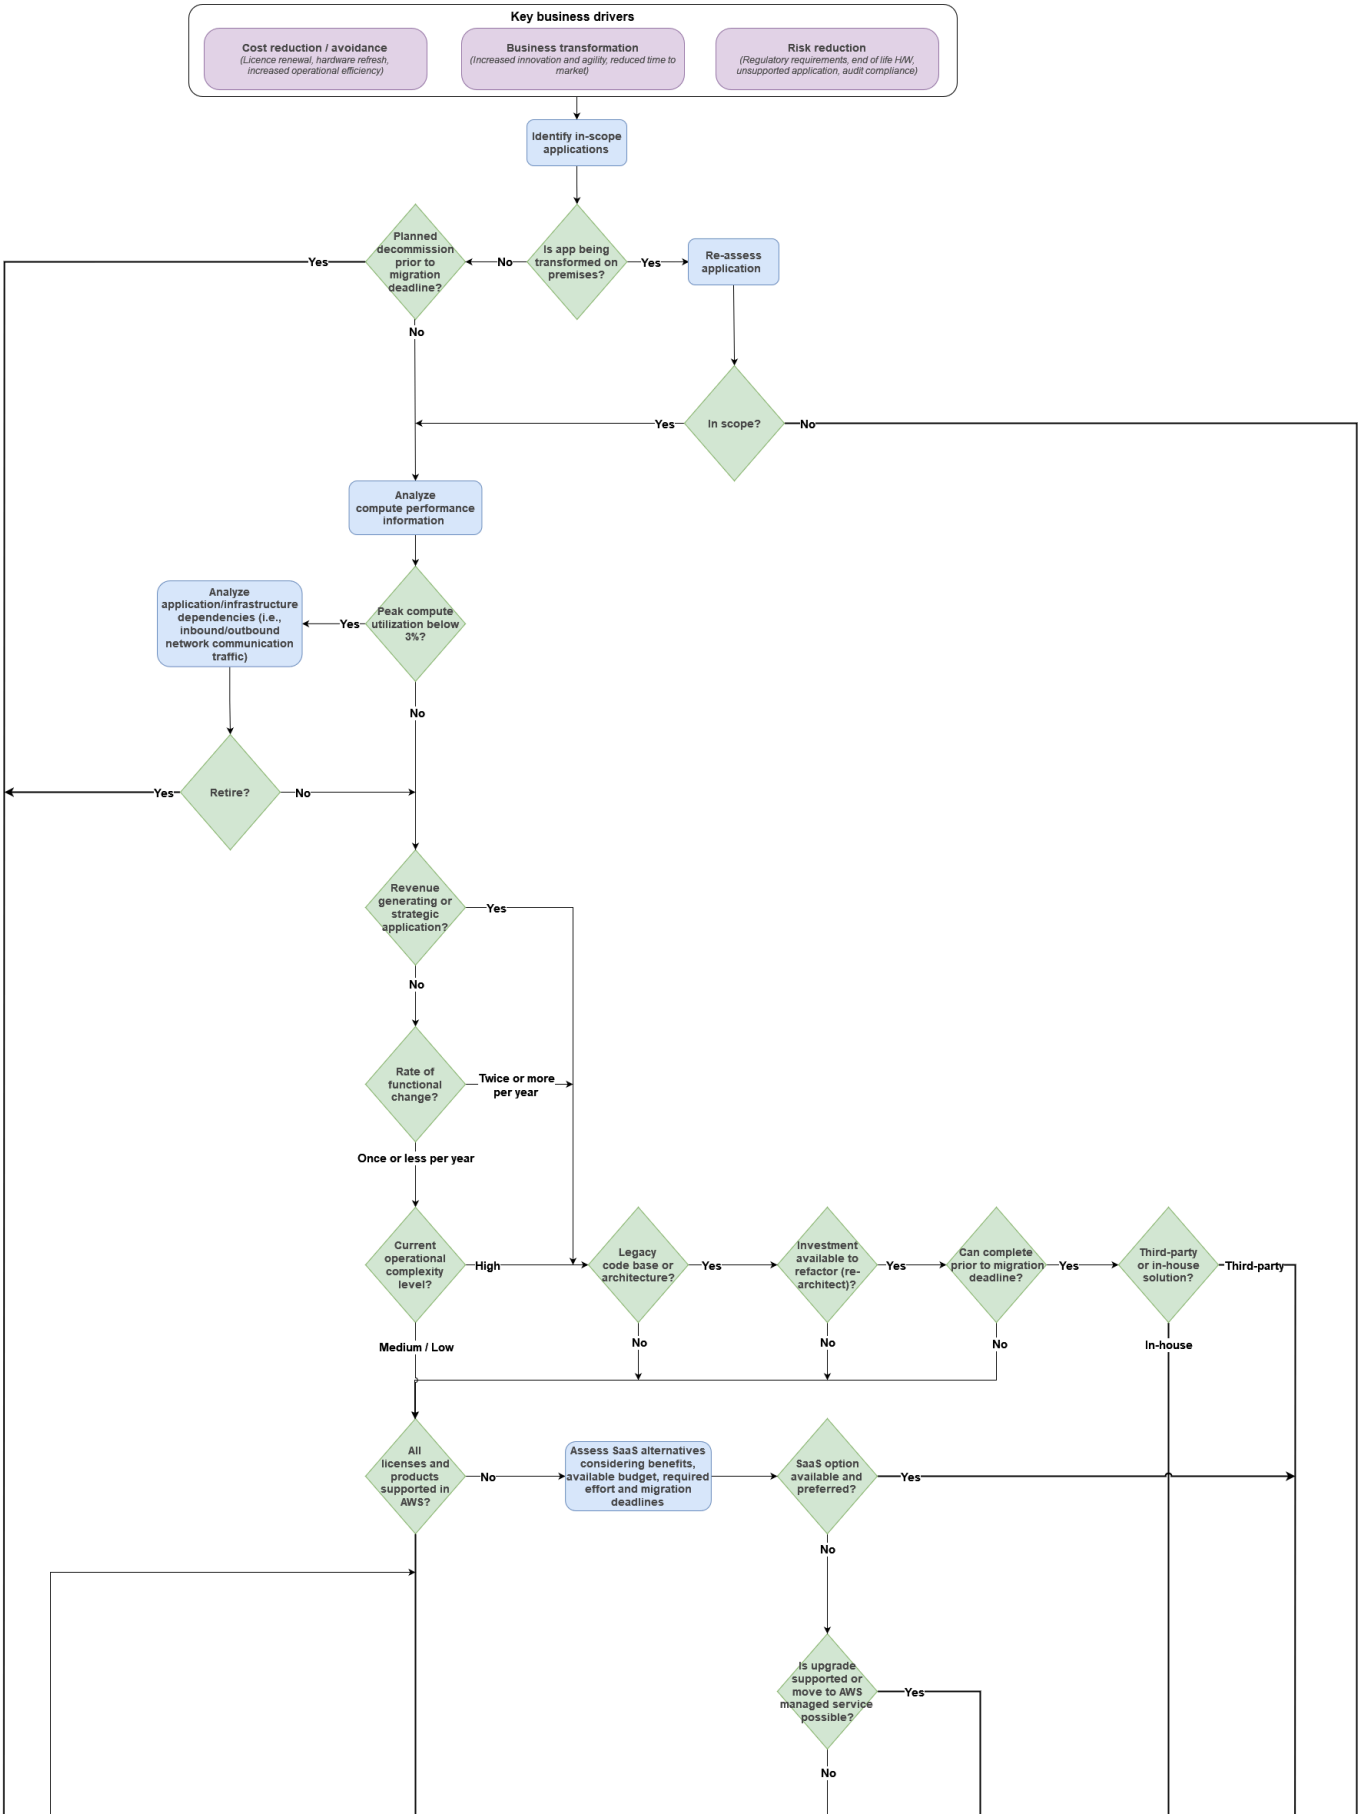 Key business drivers
Cost reduction / avoidance
(Licence renewal, hardware refresh,
increased operational efficiency)
Business transformation
(Increased innovation and agility, reduced time to
market)
Risk reduction
(Regulatory requirements, end of life H/W,
unsupported application, audit compliance)
Identify in-scope
applications
Planned
decommission
prior to
migration
deadline?
Yes
No
Is app being
transformed on
premises?
Yes
Re-assess
application
No
Yes
In scope?
No
Analyze
compute performance
information
Analyze
application/infrastructure
dependencies (i.e.,
inbound/outbound
network communication
traffic)
Yes
Peak compute
utilization below
3%?
No
Yes
Retire?
No
Revenue
generating or
strategic
application?
Yes
No
Rate of
functional
change?
Twice or more
per year
Once or less per year
Current
operational
complexity
level?
High
Legacy
code base or
architecture?
Yes
Investment
available to
refactor (re-
architect)?
Yes
Can complete
prior to migration
deadline?
Yes
Third-party
or in-house
solution?
Third-party
Medium / Low
No
No
No
In-house
All
licenses and
products
supported in
AWS?
No
Assess SaaS alternatives
considering benefits,
available budget, required
effort and migration
deadlines
SaaS option
available and
preferred?
Yes
No
Is upgrade
supported or
move to AWS
managed service
possible?
Yes
No